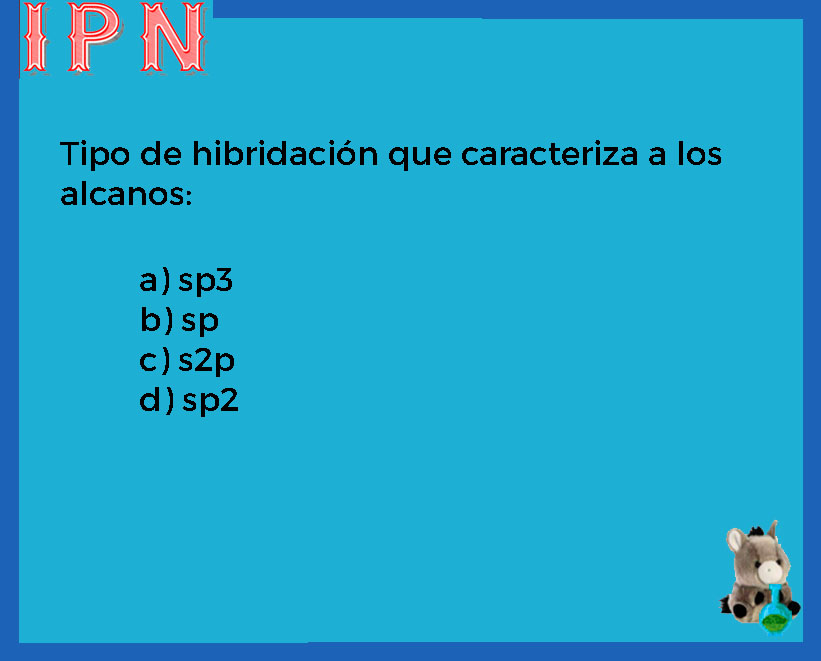 IPN
Tipo de hibridación que caracteriza a los
alcanos:
a) sp3
b) sp
c) s2p
d) sp2